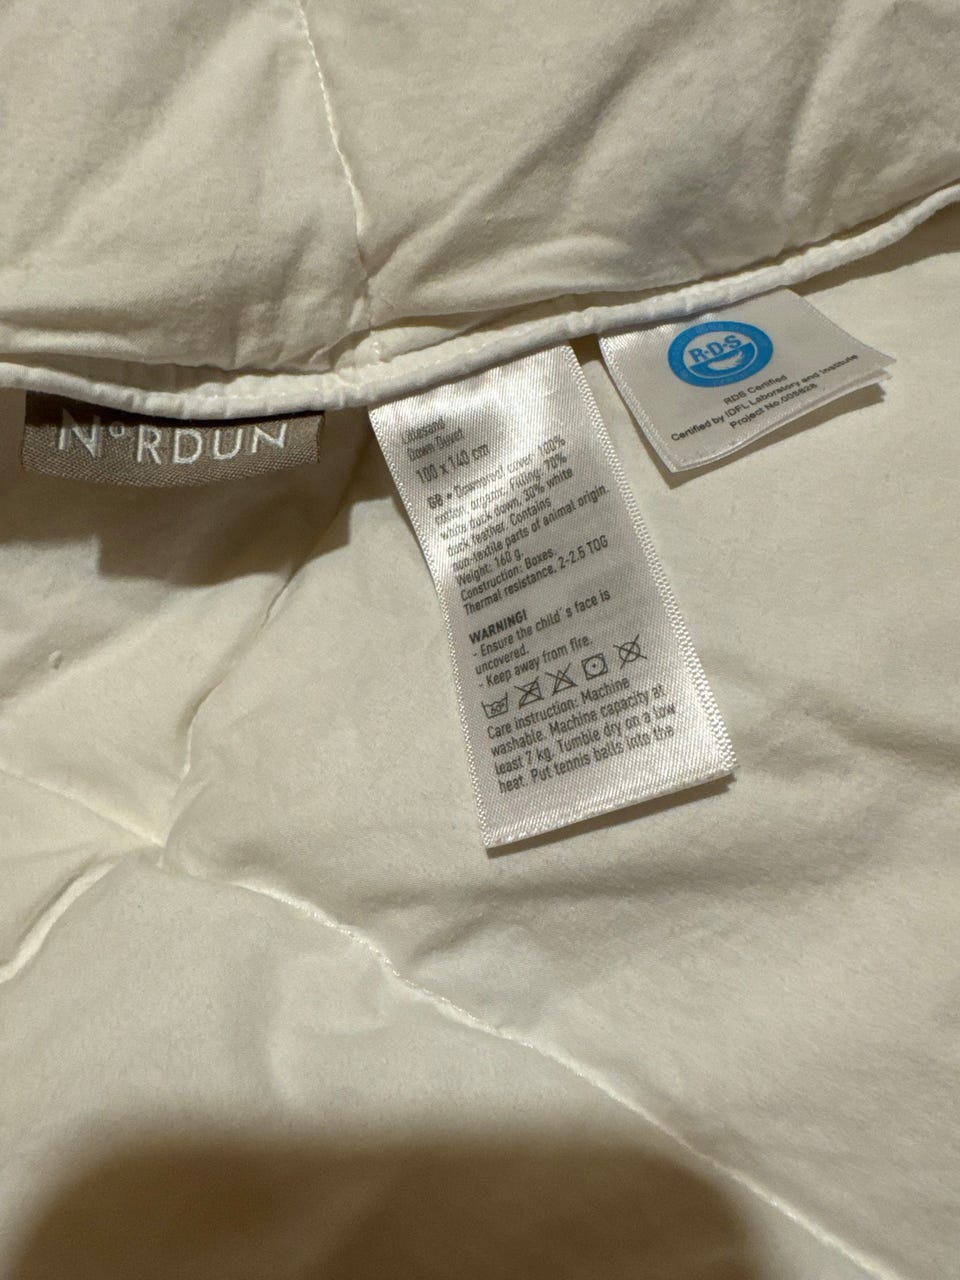 NORDUN
Lillesand
Down Duvet
100 x 140 cm
GB • Downproof cover, 100%
cotton, organic. Filling: 70%
white duck down, 30% white
duck feather. Contains
non-textile parts of animal origin.
Weight: 160 g.
Construction: Boxes.
Thermal resistance, 2-2.5 TOG
WARNING!
- Ensure the child´s face is
uncovered.
- Keep away from fire.
Care instruction: Machine
washable. Machine capacity at
least 7 kg. Tumble dry on a low
heat. Put tennis balls into the
R·D·S
RDS Certified
Certified by IDFL Laboratory and Institute
Project No